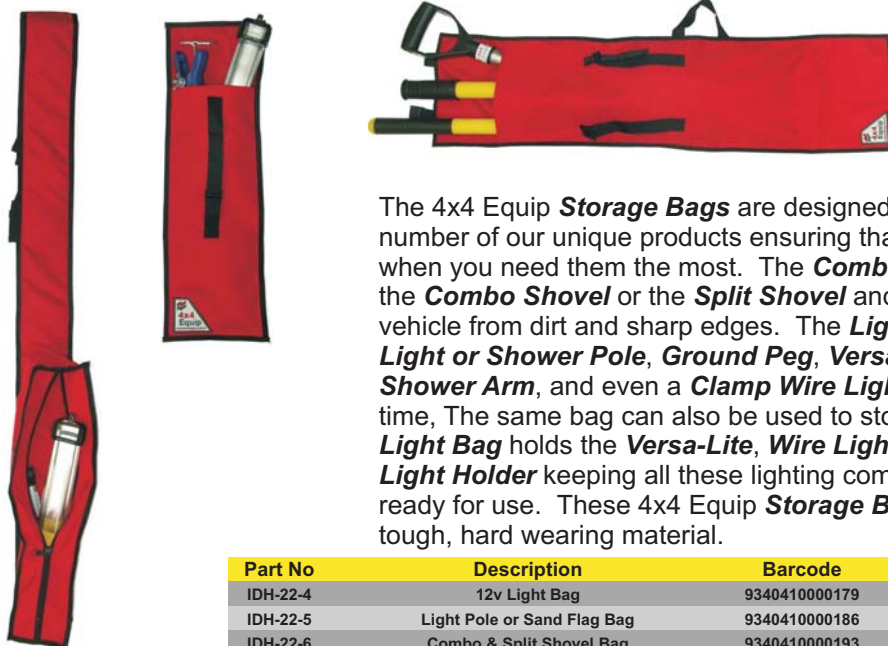 4x4
Equip
4x4
Equip
The 4x4 Equip Storage Bags are designed
number of our unique products ensuring tha
when you need them the most. The Comb
the Combo Shovel or the Split Shovel and
vehicle from dirt and sharp edges. The Lig
Light or Shower Pole, Ground Peg, Versa
Shower Arm, and even a Clamp Wire Ligh
time, The same bag can also be used to sto
Light Bag holds the Versa-Lite, Wire Ligh
Light Holder keeping all these lighting com
ready for use. These 4x4 Equip Storage B
tough, hard wearing material.
Part No Description Barcode
IDH-22-4 12v Light Bag 9340410000179
IDH-22-5 Light Pole or Sand Flag Bag 9340410000186
IDH-22-6 Combo & Split Shovel Bag 9340410000193